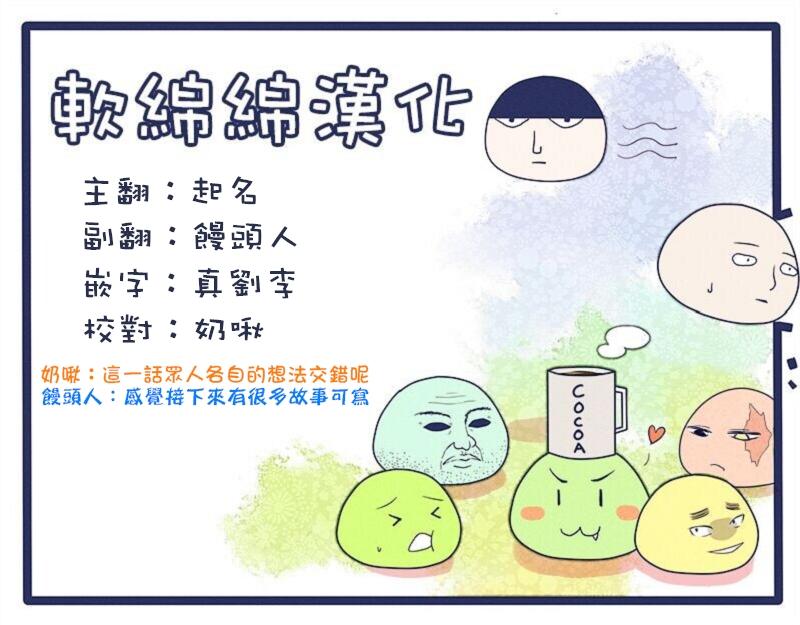 軟綿綿漢化
主翻：起名
副翻：饅頭人
嵌字：真劉李
校對：奶啾
奶啾：這一話眾人各自的想法交錯呢
饅頭人：感覺接下來有很多故事可寫
COCOA